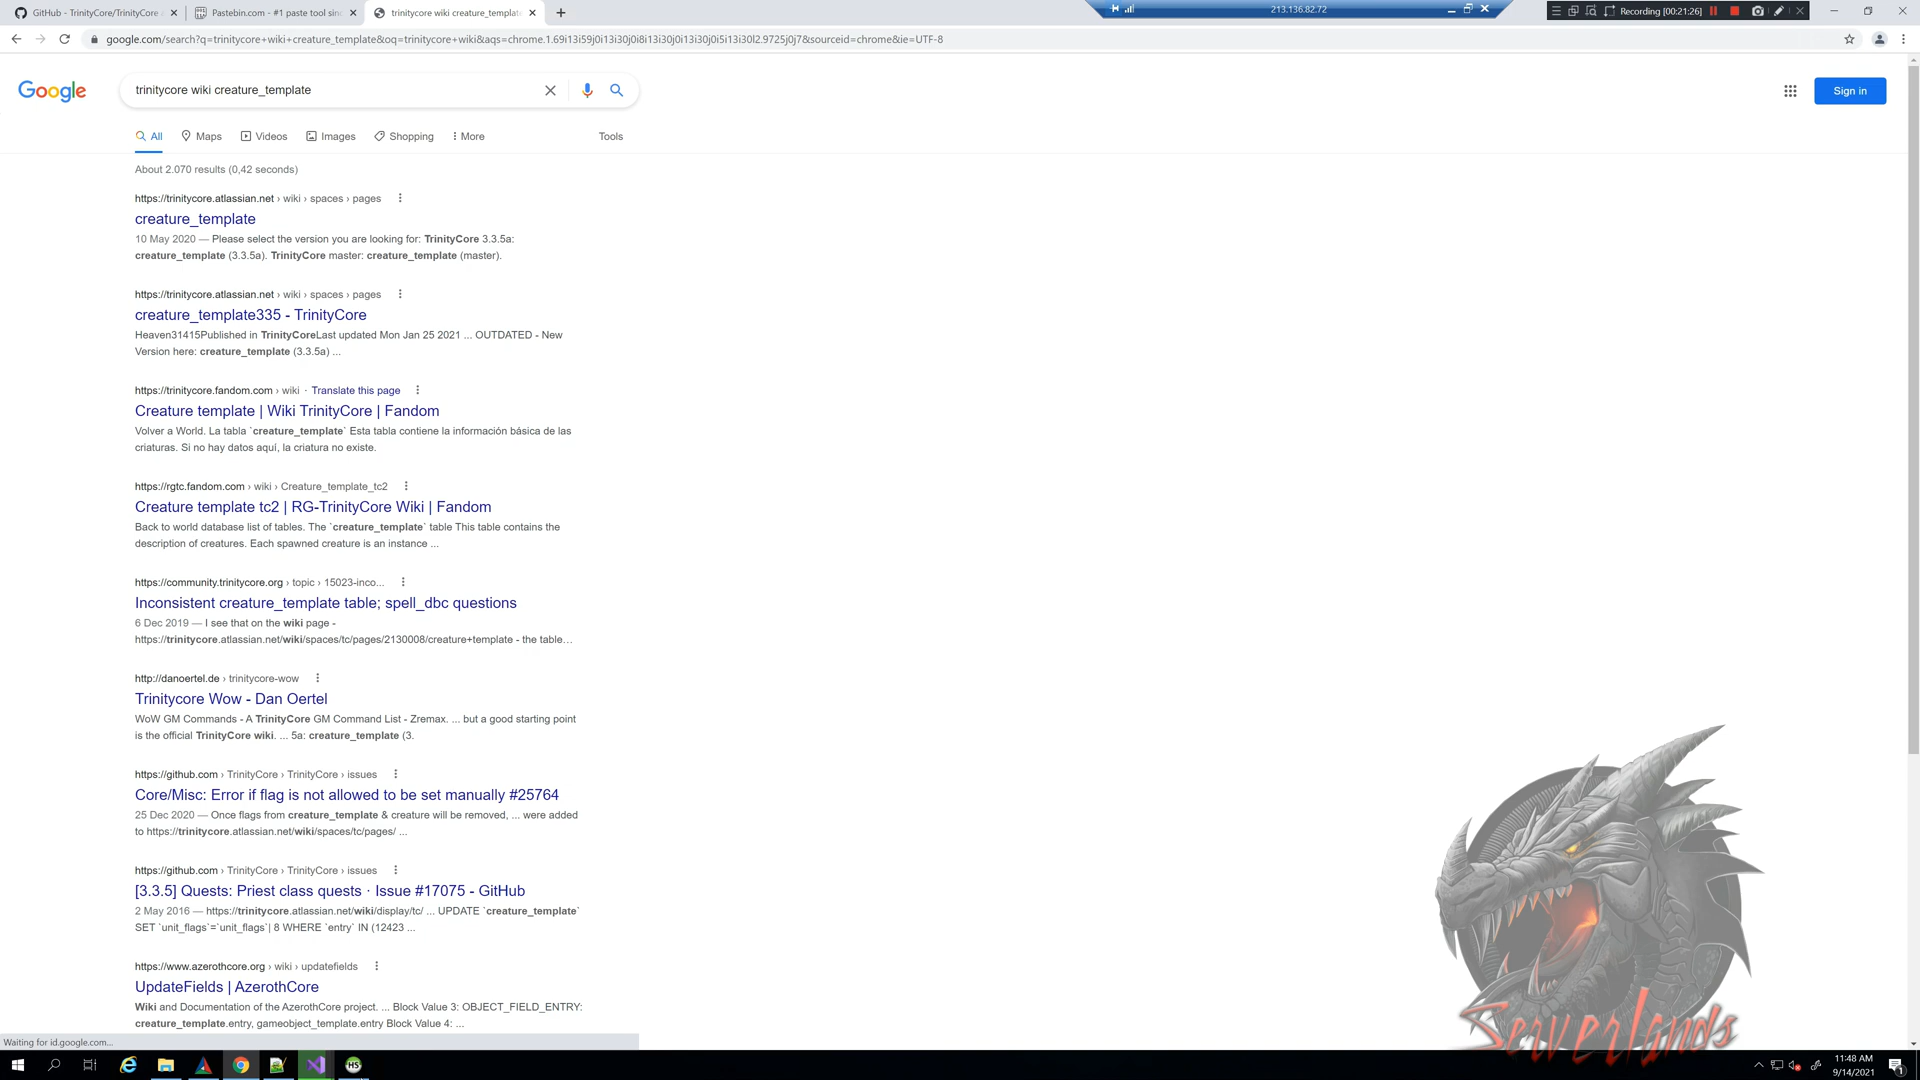 GitHub - TrinityCore/TrinityCore
Pastebin.com - #1 paste tool sinc
trinitycore wiki creature_templat
213.136.82.72
Recording [00:21:26]
google.com/search?q=trinitycore+wiki+creature_template&oq=trinitycore+wiki&aqs=chrome.1.69i13i59j0i13i30j0i8i13i30j0i13i30j0i5i13i30l2.9725j0j7&sourceid=chrome&ie=UTF-8
Google
trinitycore wiki creature_template
Sign in
All Maps Videos Images Shopping More Tools
About 2.070 results (0,42 seconds)
https://trinitycore.atlassian.net › wiki › spaces › pages
creature_template
10 May 2020 — Please select the version you are looking for: TrinityCore 3.3.5a:
creature_template (3.3.5a). TrinityCore master: creature_template (master).
https://trinitycore.atlassian.net › wiki › spaces › pages
creature_template335 - TrinityCore
Heaven31415Published in TrinityCoreLast updated Mon Jan 25 2021 ... OUTDATED - New
Version here: creature_template (3.3.5a) ...
https://trinitycore.fandom.com › wiki · Translate this page
Creature template | Wiki TrinityCore | Fandom
Volver a World. La tabla `creature_template` Esta tabla contiene la información básica de las
criaturas. Si no hay datos aquí, la criatura no existe.
https://rgtc.fandom.com › wiki › Creature_template_tc2
Creature template tc2 | RG-TrinityCore Wiki | Fandom
Back to world database list of tables. The `creature_template` table This table contains the
description of creatures. Each spawned creature is an instance ...
https://community.trinitycore.org › topic › 15023-inco...
Inconsistent creature_template table; spell_dbc questions
6 Dec 2019 — I see that on the wiki page -
https://trinitycore.atlassian.net/wiki/spaces/tc/pages/2130008/creature+template - the table…
http://danoertel.de › trinitycore-wow
Trinitycore Wow - Dan Oertel
WoW GM Commands - A TrinityCore GM Command List - Zremax. ... but a good starting point
is the official TrinityCore wiki. ... 5a: creature_template (3.
https://github.com › TrinityCore › TrinityCore › issues
Core/Misc: Error if flag is not allowed to be set manually #25764
25 Dec 2020 — Once flags from creature_template & creature will be removed, ... were added
to https://trinitycore.atlassian.net/wiki/spaces/tc/pages/ ...
https://github.com › TrinityCore › TrinityCore › issues
[3.3.5] Quests: Priest class quests · Issue #17075 - GitHub
2 May 2016 — https://trinitycore.atlassian.net/wiki/display/tc/ ... UPDATE `creature_template`
SET `unit_flags`=`unit_flags`| 8 WHERE `entry` IN (12423 ...
https://www.azerothcore.org › wiki › updatefields
UpdateFields | AzerothCore
Wiki and Documentation of the AzerothCore project. ... Block Value 3: OBJECT_FIELD_ENTRY:
creature_template.entry, gameobject_template.entry Block Value 4: ...
Waiting for id.google.com...
Serverlands
HS
11:48 AM
9/14/2021
1